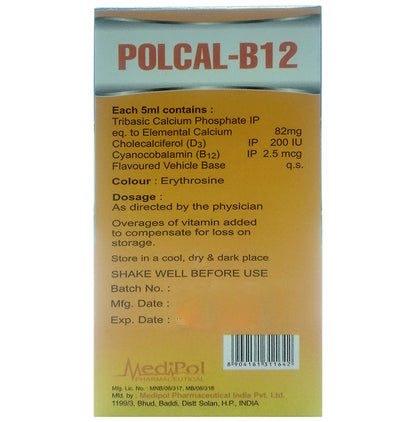 POLCAL-B12
Each 5ml contains :
Tribasic Calcium Phosphate IP
eq. to Elemental Calcium 82mg
Cholecalciferol (D3) IP 200 IU
Cyanocobalamin (B12) IP 2.5 mcg
Flavoured Vehicle Base q.s.
Colour : Erythrosine
Dosage :
As directed by the physician
Overages of vitamin added
to compensate for loss on
storage.
Store in a cool, dry & dark place
SHAKE WELL BEFORE USE
Batch No. :
Mfg. Date :
Exp. Date :
8 904181 311642
MediPol
PHARMACEUTICAL
Mfg. Lic. No. : MNB/06/317, MB/06/318
Mfd. by : Medipol Pharmaceutical India Pvt. Ltd.
1199/3, Bhud, Baddi, Distt Solan, H.P., INDIA